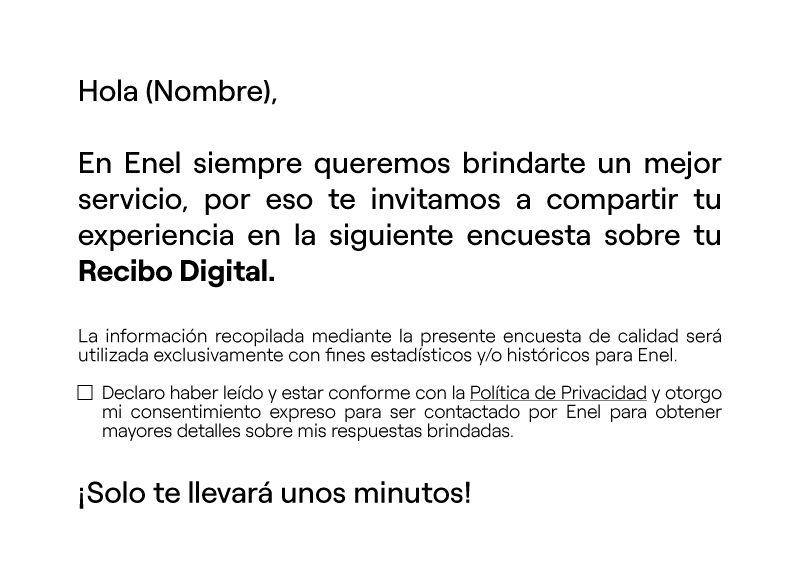 Hola (Nombre),
En Enel siempre queremos brindarte un mejor
servicio, por eso te invitamos a compartir tu
experiencia en la siguiente encuesta sobre tu
Recibo Digital.
La información recopilada mediante la presente encuesta de calidad será
utilizada exclusivamente con fines estadísticos y/o históricos para Enel.
Declaro haber leído y estar conforme con la Política de Privacidad y otorgo
mi consentimiento expreso para ser contactado por Enel para obtener
mayores detalles sobre mis respuestas brindadas.
¡Solo te llevará unos minutos!